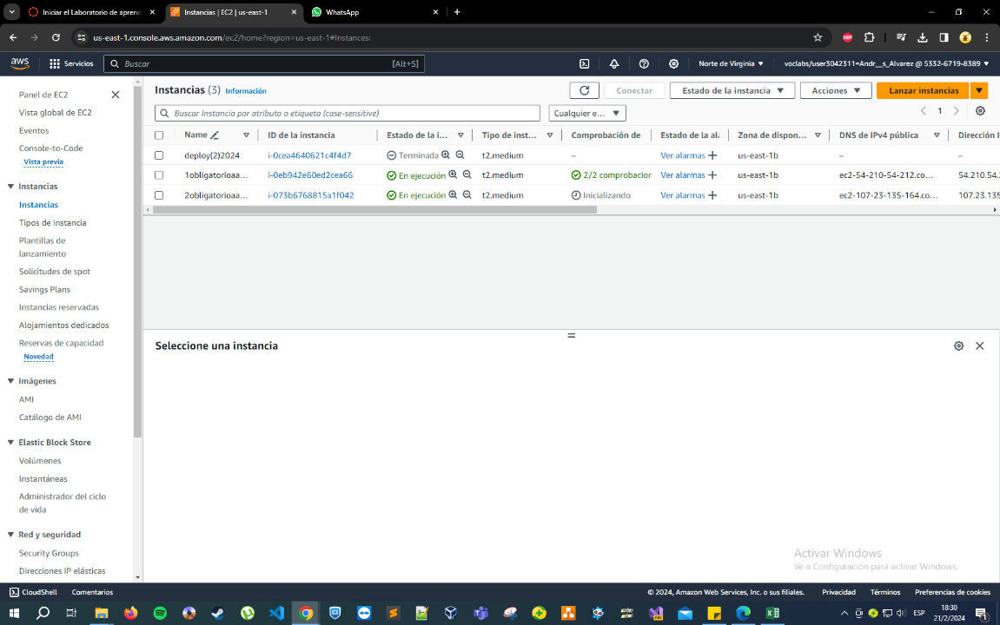 Iniciar el Laboratorio de aprend
Instancias | EC2 | us-east-1
WhatsApp
us-east-1.console.aws.amazon.com/ec2/home?region=us-east-1#Instances:
ABP
aws
Servicios
Buscar
[Alt+S]
Norte de Virginia
voclabs/user3042311=Andr__s_Alvarez @ 5332-6719-8389
Panel de EC2
Vista global de EC2
Eventos
Console-to-Code
Vista previa
Instancias
Instancias
Tipos de instancia
Plantillas de
lanzamiento
Solicitudes de spot
Savings Plans
Instancias reservadas
Alojamientos dedicados
Reservas de capacidad
Novedad
Imágenes
AMI
Catálogo de AMI
Elastic Block Store
Volúmenes
Instantáneas
Administrador del ciclo
de vida
Red y seguridad
Security Groups
Direcciones IP elásticas
Instancias (3) Información
Conectar
Estado de la instancia
Acciones
Lanzar instancias
Buscar Instancia por atributo o etiqueta (case-sensitive)
Cualquier e...
1
Name ID de la instancia Estado de la i... Tipo de inst... Comprobación de Estado de la ala Zona de dispon... DNS de IPv4 pública Dirección I
deploy(2)2024 i-0cea4640621c4f4d7 Terminada t2.medium – Ver alarmas us-east-1b – –
1obligatorioaa... i-0eb942e60ed2cea66 En ejecución t2.medium 2/2 comprobacion Ver alarmas us-east-1b ec2-54-210-54-212.co... 54.210.54.
2obligatorioaa... i-073b6768815a1f042 En ejecución t2.medium Inicializando Ver alarmas us-east-1b ec2-107-23-135-164.co... 107.23.135
Seleccione una instancia
Activar Windows
Ve a Configuración para activar Windows.
CloudShell
Comentarios
© 2024, Amazon Web Services, Inc. o sus filiales.
Privacidad
Términos
Preferencias de cookies
ESP
18:30
21/2/2024
1